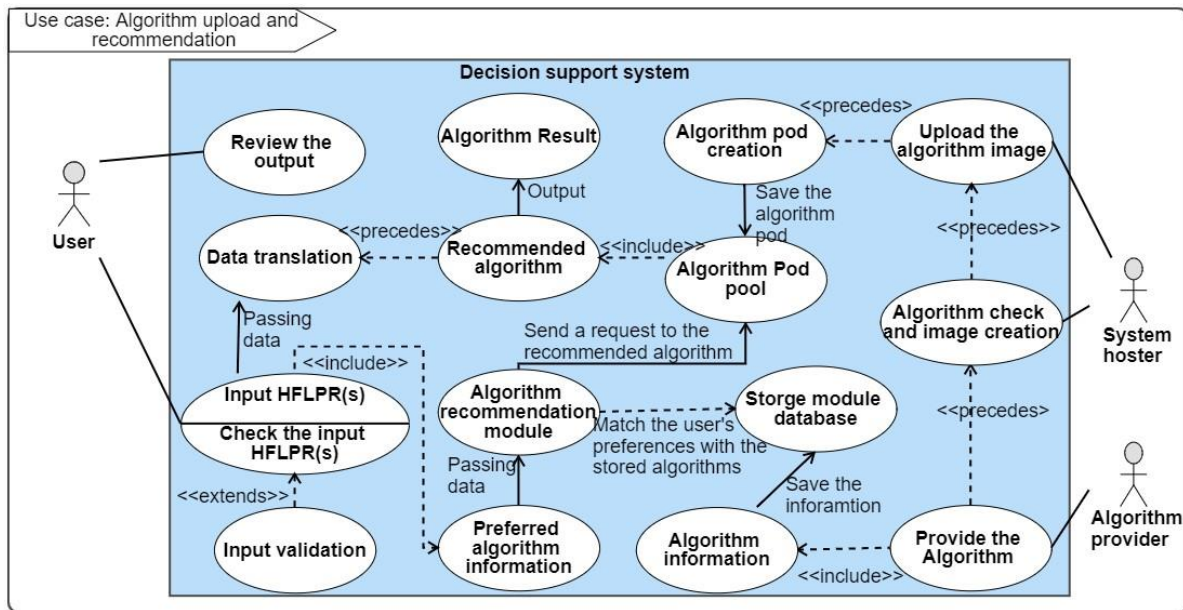 Use case: Algorithm upload and
recommendation
Decision support system
<<precedes>
Review the
output
Algorithm Result
Algorithm pod
creation
Upload the
algorithm image
User
Output
Save the
algorithm
pod
<<precedes>>
Data translation
Recommended
algorithm
<<include>>
Algorithm Pod
pool
<<precedes>>
Passing
data
Send a request to the
recommended algorithm
Algorithm check
and image creation
System
hoster
<<include>>
Input HFLPR(s)
Check the input
HFLPR(s)
Algorithm
recommendation
module
Storge module
database
Match the user's
preferences with the
stored algorithms
<<precedes>
Passing
data
Save the
inforamtion
<<extends>>
Input validation
Preferred
algorithm
information
Algorithm
information
Provide the
Algorithm
Algorithm
provider
<<include>>